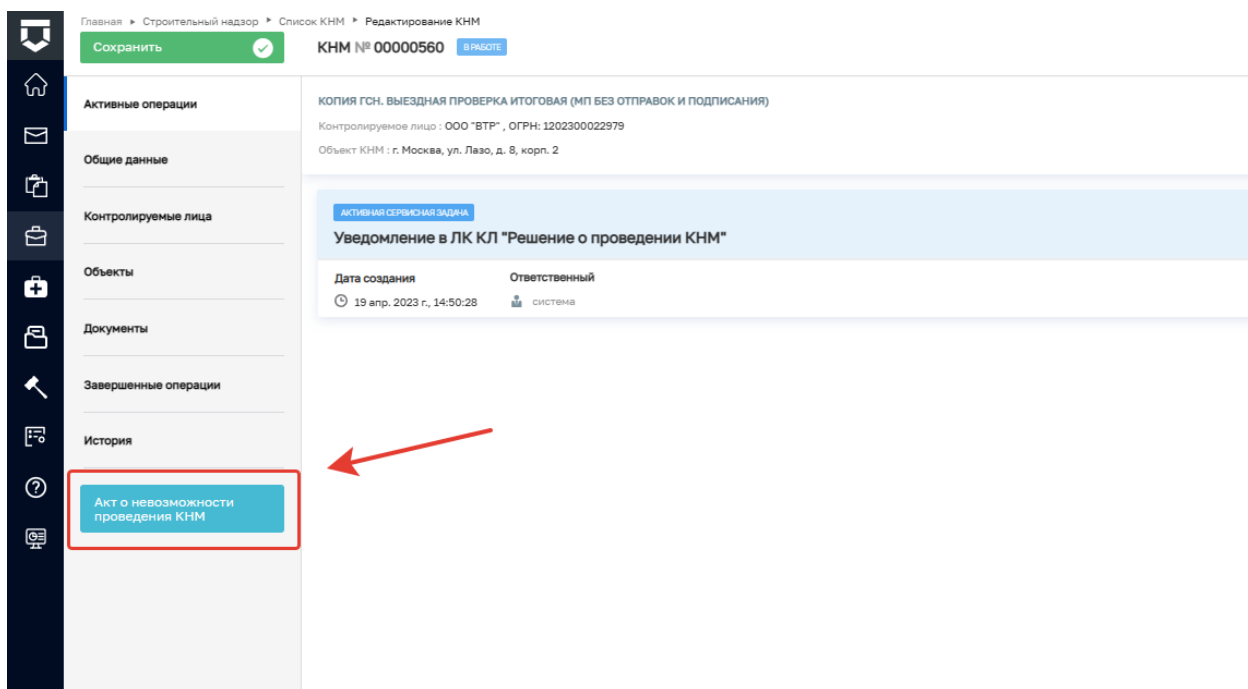 Главная ▸ Строительный надзор ▸ Список КНМ ▸ Редактирование КНМ
Сохранить
КНМ № 00000560 В РАБОТЕ
Активные операции
Общие данные
Контролируемые лица
Объекты
Документы
Завершенные операции
История
Акт о невозможности
проведения КНМ
КОПИЯ ГСН. ВЫЕЗДНАЯ ПРОВЕРКА ИТОГОВАЯ (МП БЕЗ ОТПРАВОК И ПОДПИСАНИЯ)
Контролируемое лицо : ООО "ВТР" , ОГРН: 1202300022979
Объект КНМ : г. Москва, ул. Лазо, д. 8, корп. 2
АКТИВНАЯ СЕРВИСНАЯ ЗАДАЧА
Уведомление в ЛК КЛ "Решение о проведении КНМ"
Дата создания Ответственный
19 апр. 2023 г., 14:50:28 система